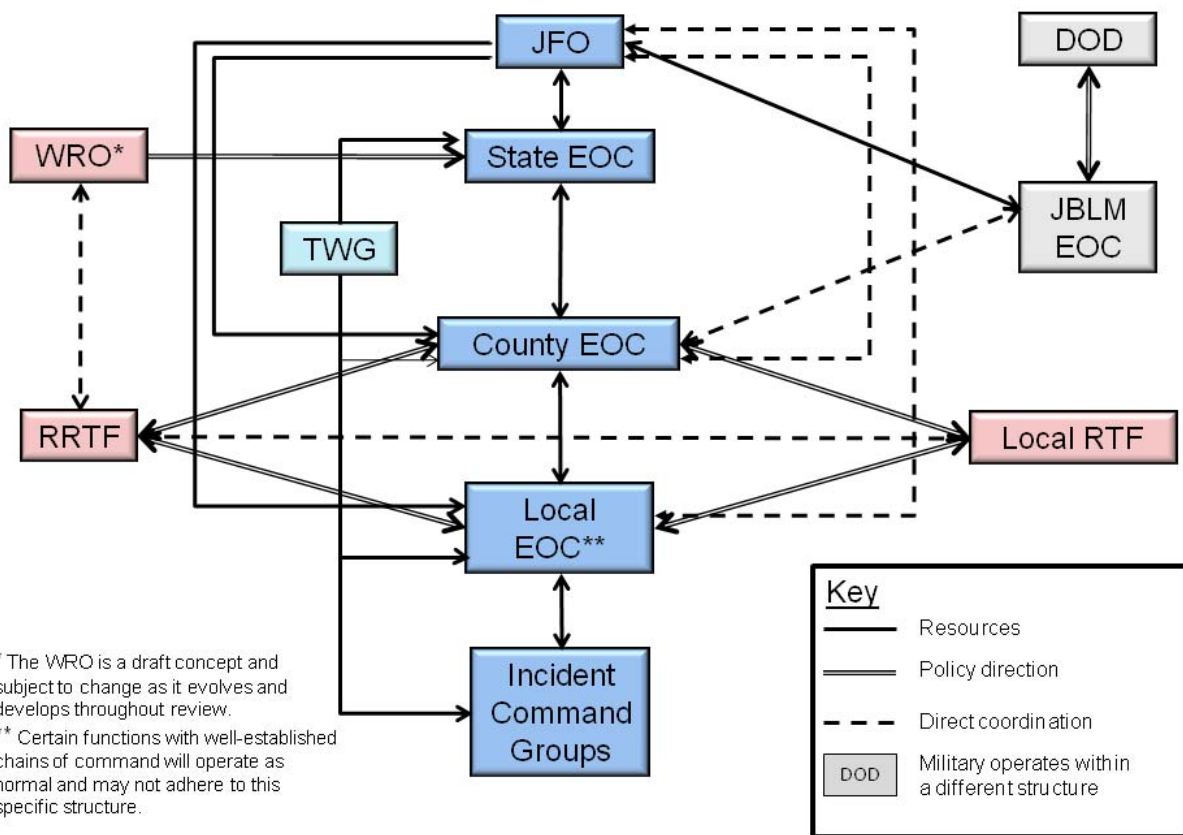 JFO
DOD
WRO*
State EOC
JBLM
EOC
TWG
County EOC
RRTF
Local RTF
Local
EOC**
Incident
Command
Groups
* The WRO is a draft concept and
subject to change as it evolves and
develops throughout review.
** Certain functions with well-established
chains of command will operate as
normal and may not adhere to this
specific structure.
Key
Resources
Policy direction
Direct coordination
DOD
Military operates within
a different structure